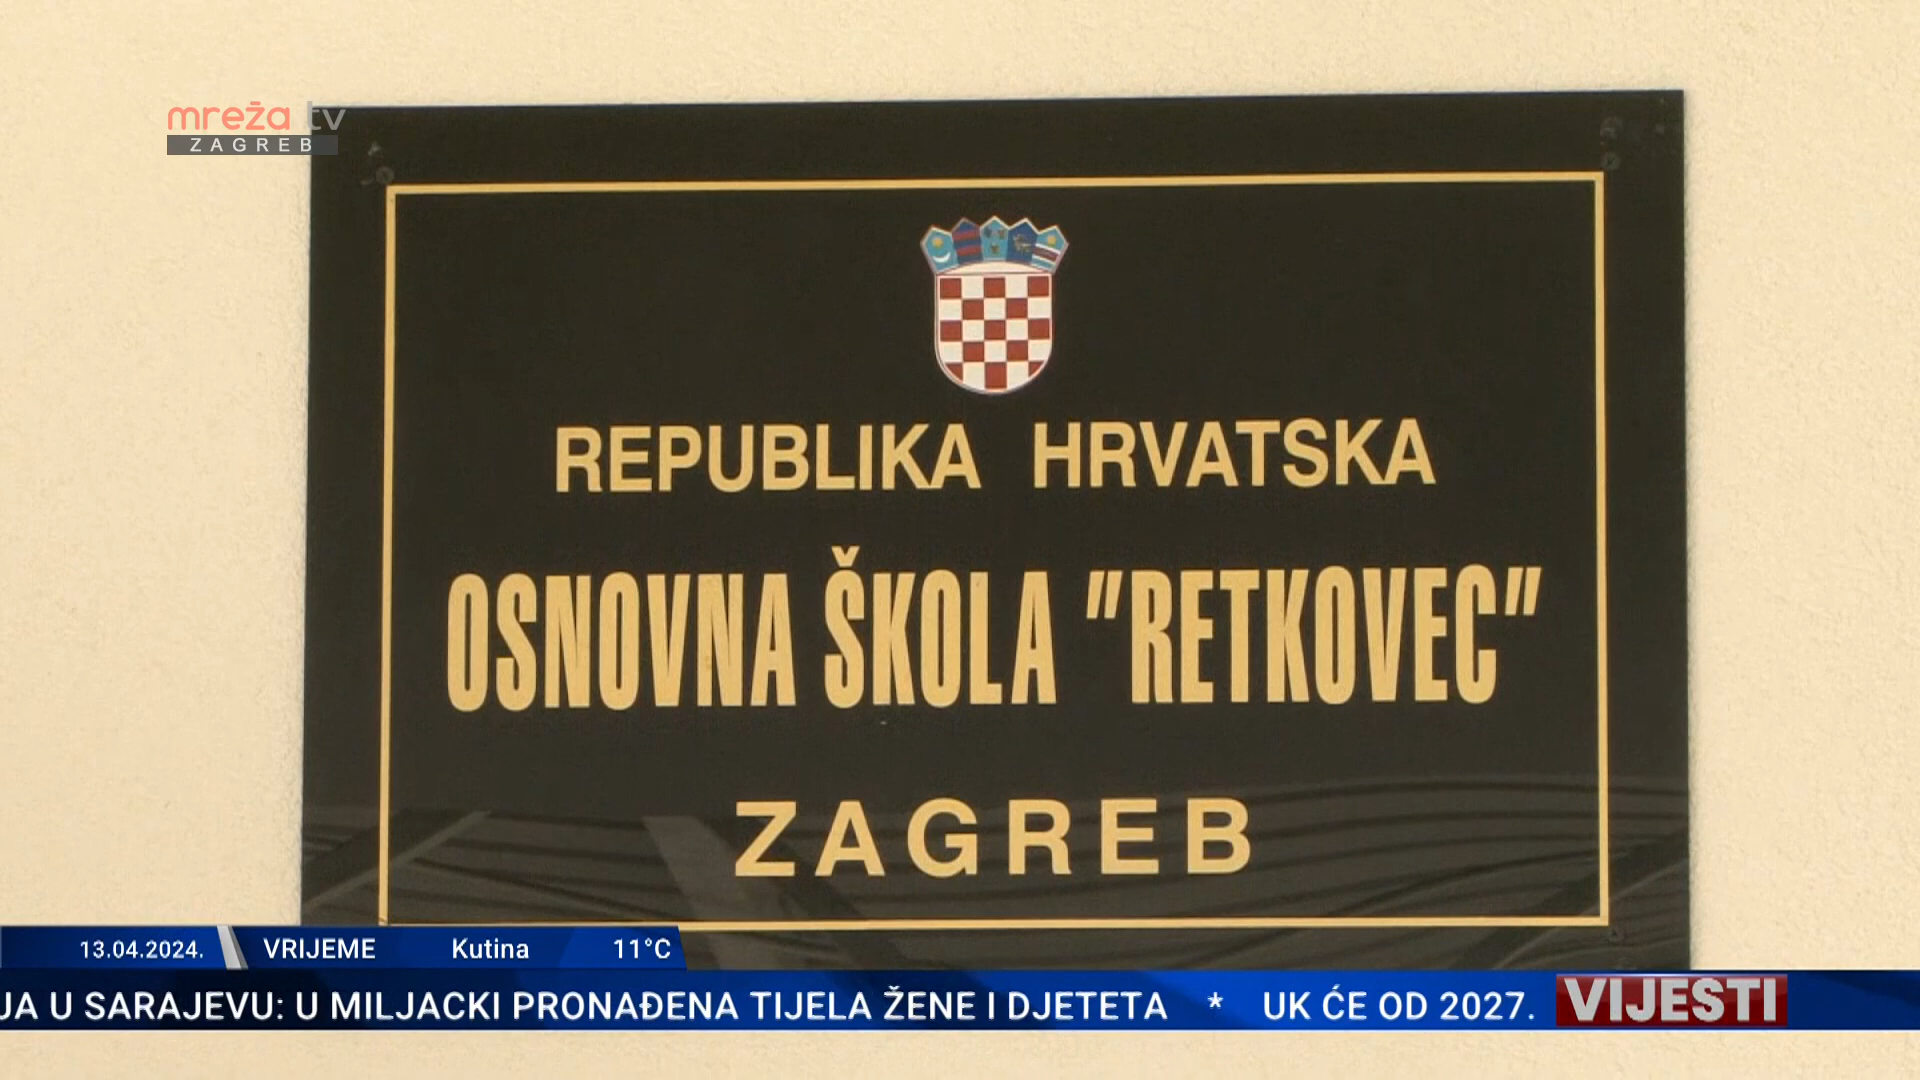 mreža tv
ZAGREB
REPUBLIKA HRVATSKA
OSNOVNA ŠKOLA "RETKOVEC"
ZAGREB
13.04.2024. VRIJEME Kutina 11°C
JA U SARAJEVU: U MILJACKI PRONAĐENA TIJELA ŽENE I DJETETA * UK ĆE OD 2027. VIJESTI